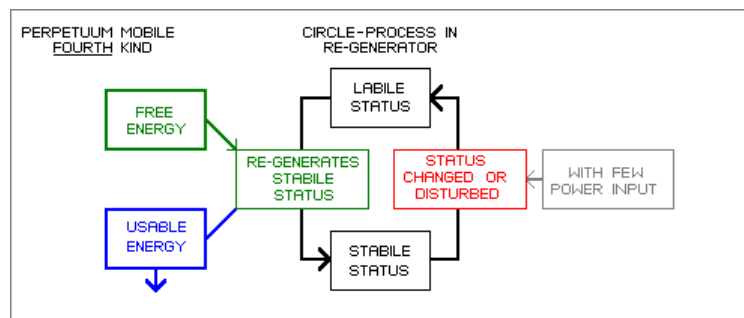 PERPETUUM MOBILE
FOURTH KIND
CIRCLE-PROCESS IN
RE-GENERATOR
LABILE
STATUS
FREE
ENERGY
RE-GENERATES
STABILE
STATUS
STATUS
CHANGED OR
DISTURBED
WITH FEW
POWER INPUT
USABLE
ENERGY
STABILE
STATUS